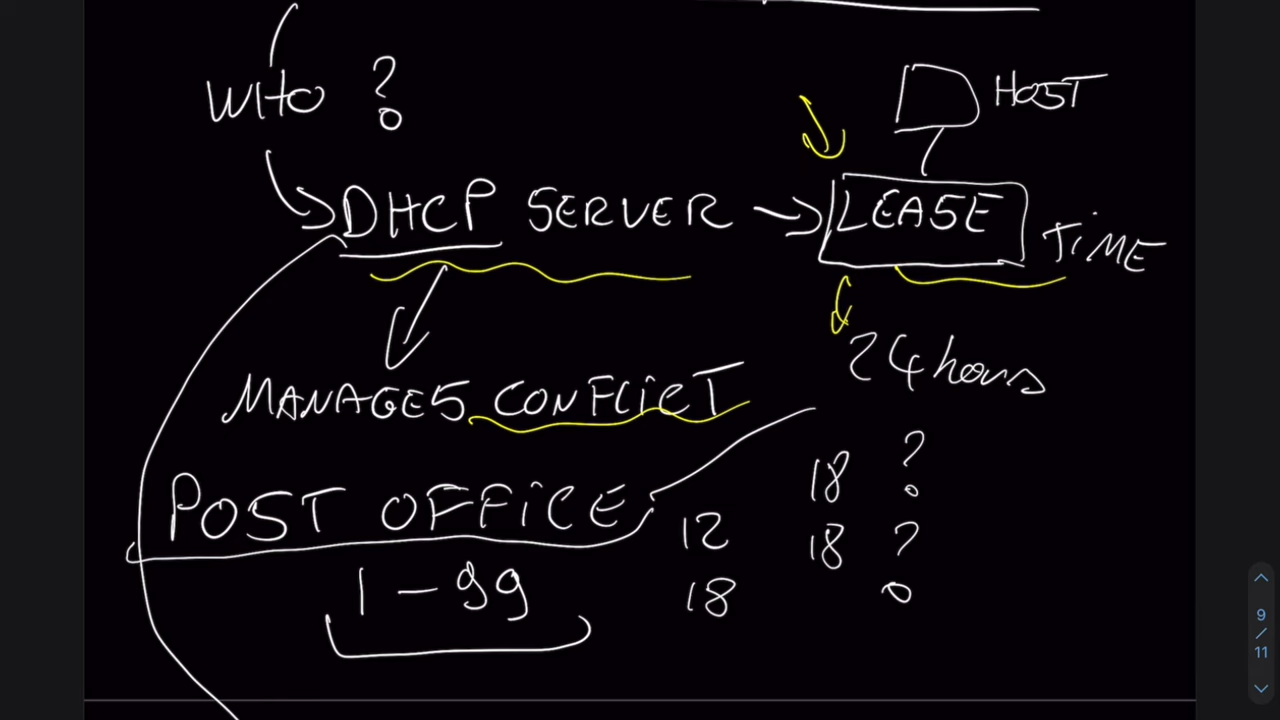 WHO ?
HOST
DHCP SERVER → LEASE TIME
24 hours
MANAGES CONFLICT
POST OFFICE
18 ?
12 18 ?
1 - 99
18
9
/
11